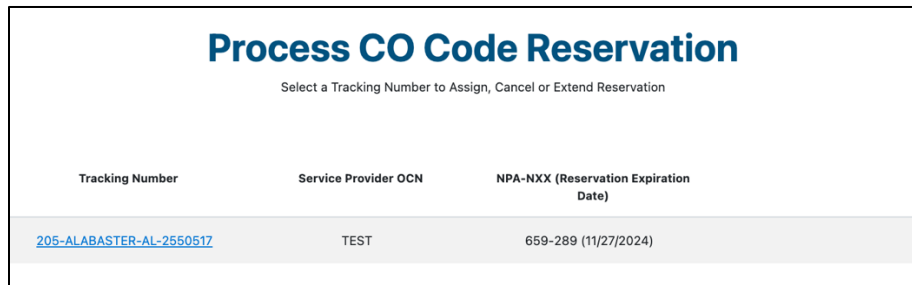 Process CO Code Reservation
Select a Tracking Number to Assign, Cancel or Extend Reservation
Tracking Number Service Provider OCN NPA-NXX (Reservation Expiration
Date)
205-ALABASTER-AL-2550517 TEST 659-289 (11/27/2024)